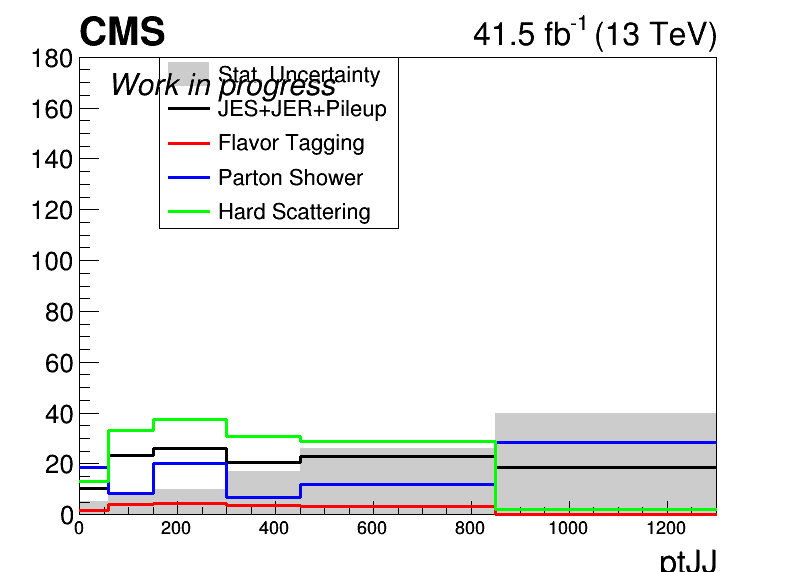 CMS
41.5 fb-1 (13 TeV)
Work in progress
Stat. Uncertainty
JES+JER+Pileup
Flavor Tagging
Parton Shower
Hard Scattering
180
160
140
120
100
80
60
40
20
0
0 200 400 600 800 1000 1200
ptJJ